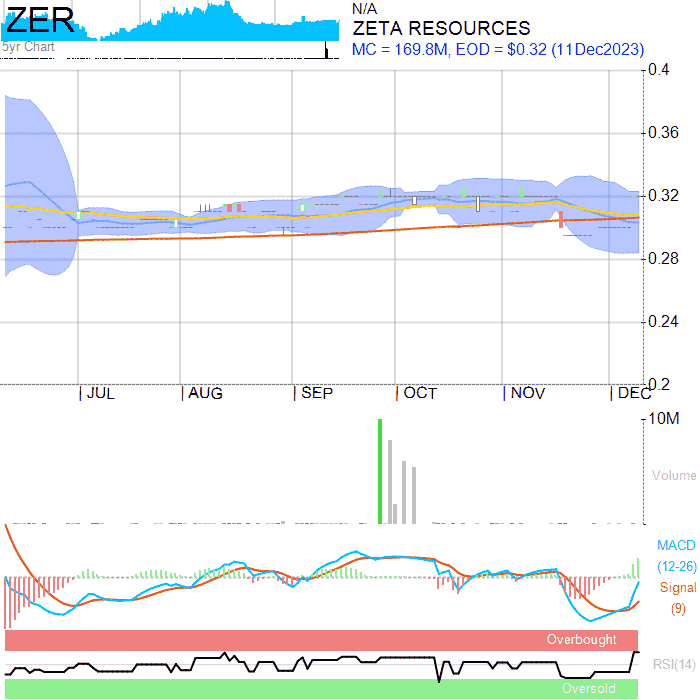 ZER
5yr Chart
N/A
ZETA RESOURCES
MC = 169.8M, EOD = $0.32 (11Dec2023)
0.4
0.36
0.32
0.28
0.24
0.2
JUL
AUG
SEP
OCT
NOV
DEC
10M
Volume
MACD
(12-26)
Signal
(9)
Overbought
RSI(14)
Oversold